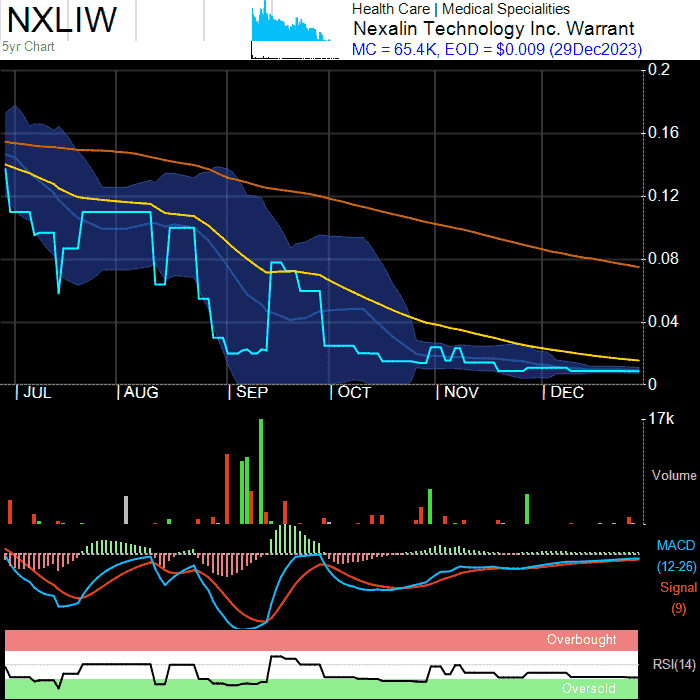 NXLIW
5yr Chart
Health Care | Medical Specialities
Nexalin Technology Inc. Warrant
MC = 65.4K, EOD = $0.009 (29Dec2023)
0.2
0.16
0.12
0.08
0.04
0
JUL AUG SEP OCT NOV DEC
17k
Volume
MACD
(12-26)
Signal
(9)
Overbought
RSI(14)
Oversold